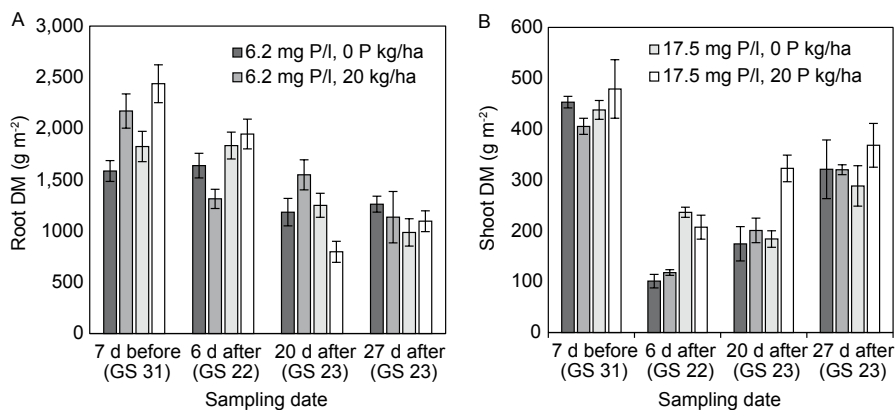 A
3,000
2,500
2,000
1,500
1000
500
0
Root DM (g m-2)
6.2 mg P/l, 0 P kg/ha
6.2 mg P/l, 20 kg/ha
7 d before 6 d after 20 d after 27 d after
(GS 31) (GS 22) (GS 23) (GS 23)
Sampling date
B
600
500
400
300
200
100
0
Shoot DM (g m-2)
17.5 mg P/l, 0 P kg/ha
17.5 mg P/l, 20 P kg/ha
7 d before 6 d after 20 d after 27 d after
(GS 31) (GS 22) (GS 23) (GS 23)
Sampling date